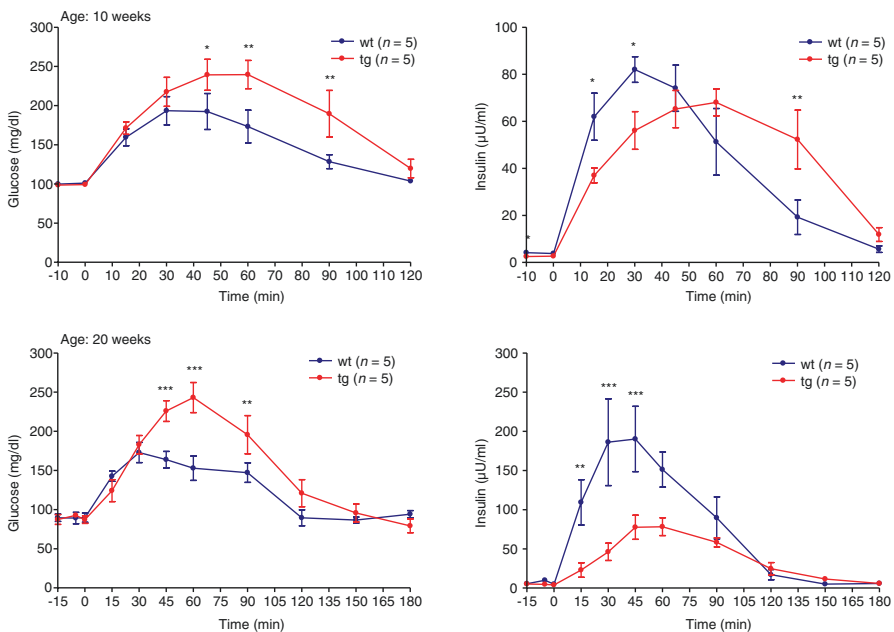 Age: 10 weeks
300
250
200
150
100
50
0
Glucose (mg/dl)
-10 0 10 20 30 40 50 60 70 80 90 100 110 120
Time (min)
wt (n = 5)
tg (n = 5)
* ** **
100
80
60
40
20
0
Insulin (µU/ml)
-10 0 10 20 30 40 50 60 70 80 90 100 110 120
Time (min)
wt (n = 5)
tg (n = 5)
* * * **
Age: 20 weeks
300
250
200
150
100
50
0
Glucose (mg/dl)
-15 0 15 30 45 60 75 90 105 120 135 150 165 180
Time (min)
wt (n = 5)
tg (n = 5)
*** *** **
300
250
200
150
100
50
0
Insulin (µU/ml)
-15 0 15 30 45 60 75 90 105 120 135 150 165 180
Time (min)
wt (n = 5)
tg (n = 5)
** *** ***